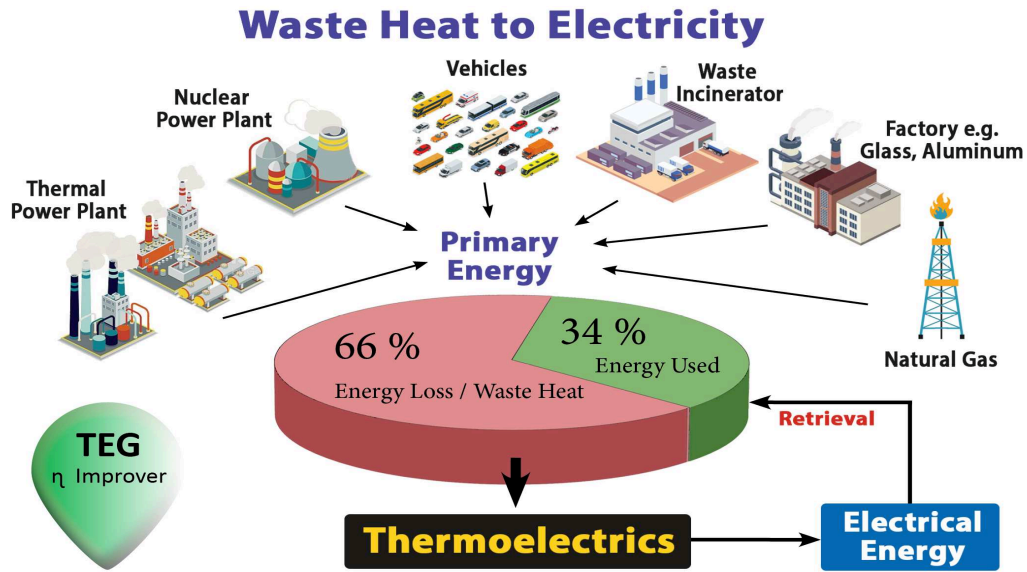 Waste Heat to Electricity
Vehicles
Waste
Incinerator
Nuclear
Power Plant
Factory e.g.
Glass, Aluminum
Thermal
Power Plant
Primary
Energy
Natural Gas
66 %
Energy Loss / Waste Heat
34 %
Energy Used
Retrieval
TEG
η Improver
Thermoelectrics
Electrical
Energy